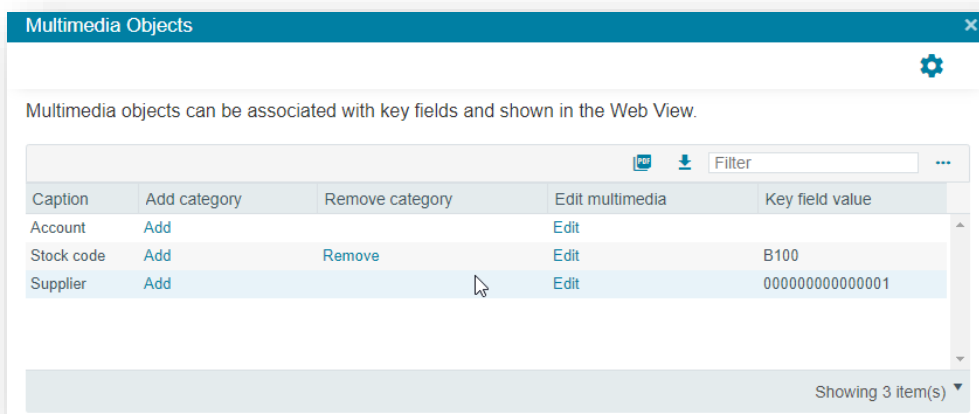 Multimedia Objects
Multimedia objects can be associated with key fields and shown in the Web View.
PDF Filter
Caption Add category Remove category Edit multimedia Key field value
Account Add Edit
Stock code Add Remove Edit B100
Supplier Add Edit 000000000000001
Showing 3 item(s)